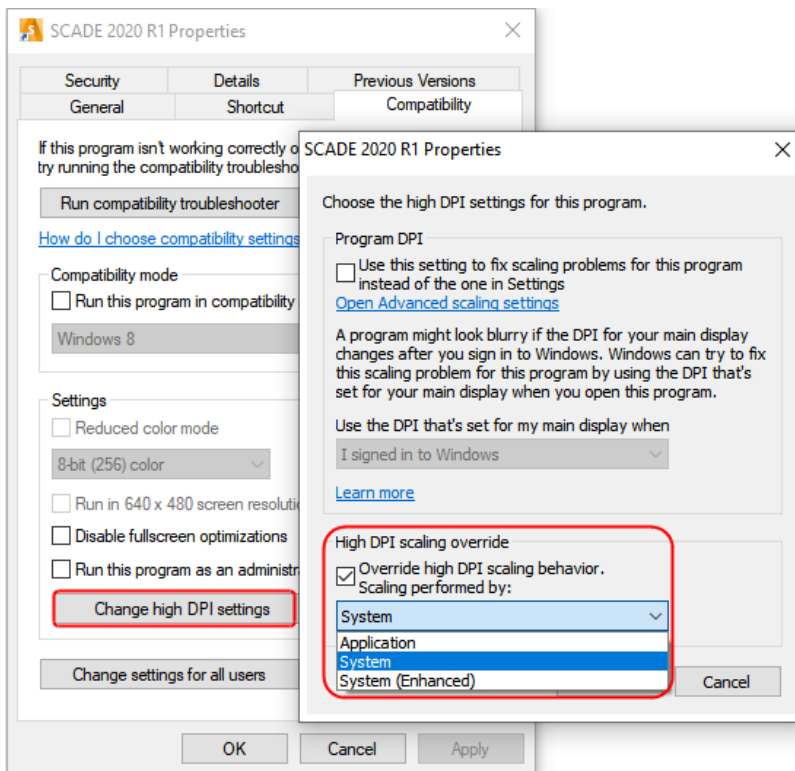 SCADE 2020 R1 Properties
Security Details Previous Versions
General Shortcut Compatibility
If this program isn't working correctly o
try running the compatibility troublesho
Run compatibility troubleshooter
How do I choose compatibility settings
Compatibility mode
Run this program in compatibility
Windows 8
Settings
Reduced color mode
8-bit (256) color
Run in 640 x 480 screen resoluti
Disable fullscreen optimizations
Run this program as an administra
Change high DPI settings
Change settings for all users
OK Cancel Apply
SCADE 2020 R1 Properties
Choose the high DPI settings for this program.
Program DPI
Use this setting to fix scaling problems for this program
instead of the one in Settings
Open Advanced scaling settings
A program might look blurry if the DPI for your main display
changes after you sign in to Windows. Windows can try to fix
this scaling problem for this program by using the DPI that's
set for your main display when you open this program.
Use the DPI that's set for my main display when
I signed in to Windows
Learn more
High DPI scaling override
Override high DPI scaling behavior.
Scaling performed by:
System
Application
System
System (Enhanced)
Cancel